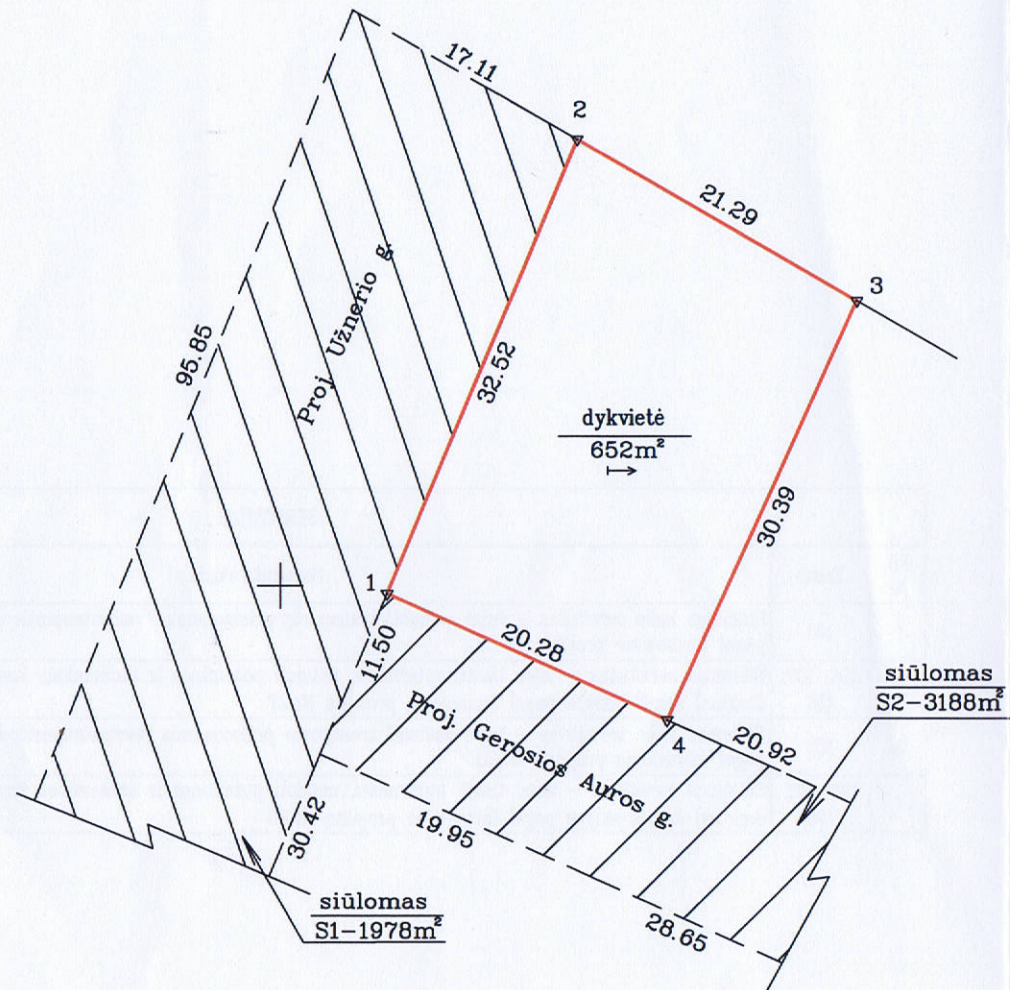 17.11
2
21.29
3
Proj. Užnerio g.
95.85
32.52
dykvietė
652m²
30.39
1
11.50
20.28
Proj. Gerosios Auros g.
4
20.92
siūlomas
S2-3188m²
19.95
30.42
28.65
siūlomas
S1-1978m²